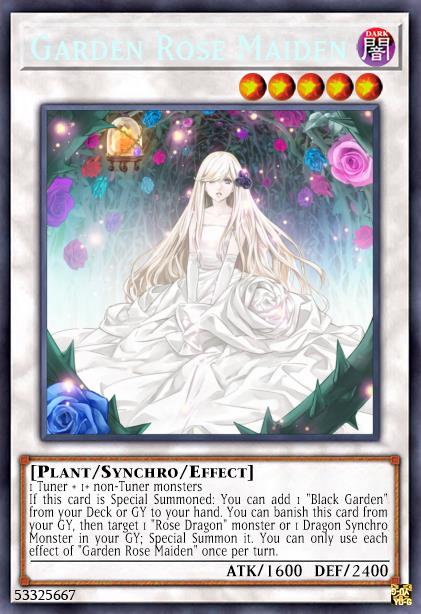 Garden Rose Maiden
DARK
闇
[Plant/Synchro/Effect]
1 Tuner + 1+ non-Tuner monsters
If this card is Special Summoned: You can add 1 "Black Garden"
from your Deck or GY to your hand. You can banish this card from
your GY, then target 1 "Rose Dragon" monster or 1 Dragon Synchro
Monster in your GY; Special Summon it. You can only use each
effect of "Garden Rose Maiden" once per turn.
ATK/1600 DEF/2400
53325667